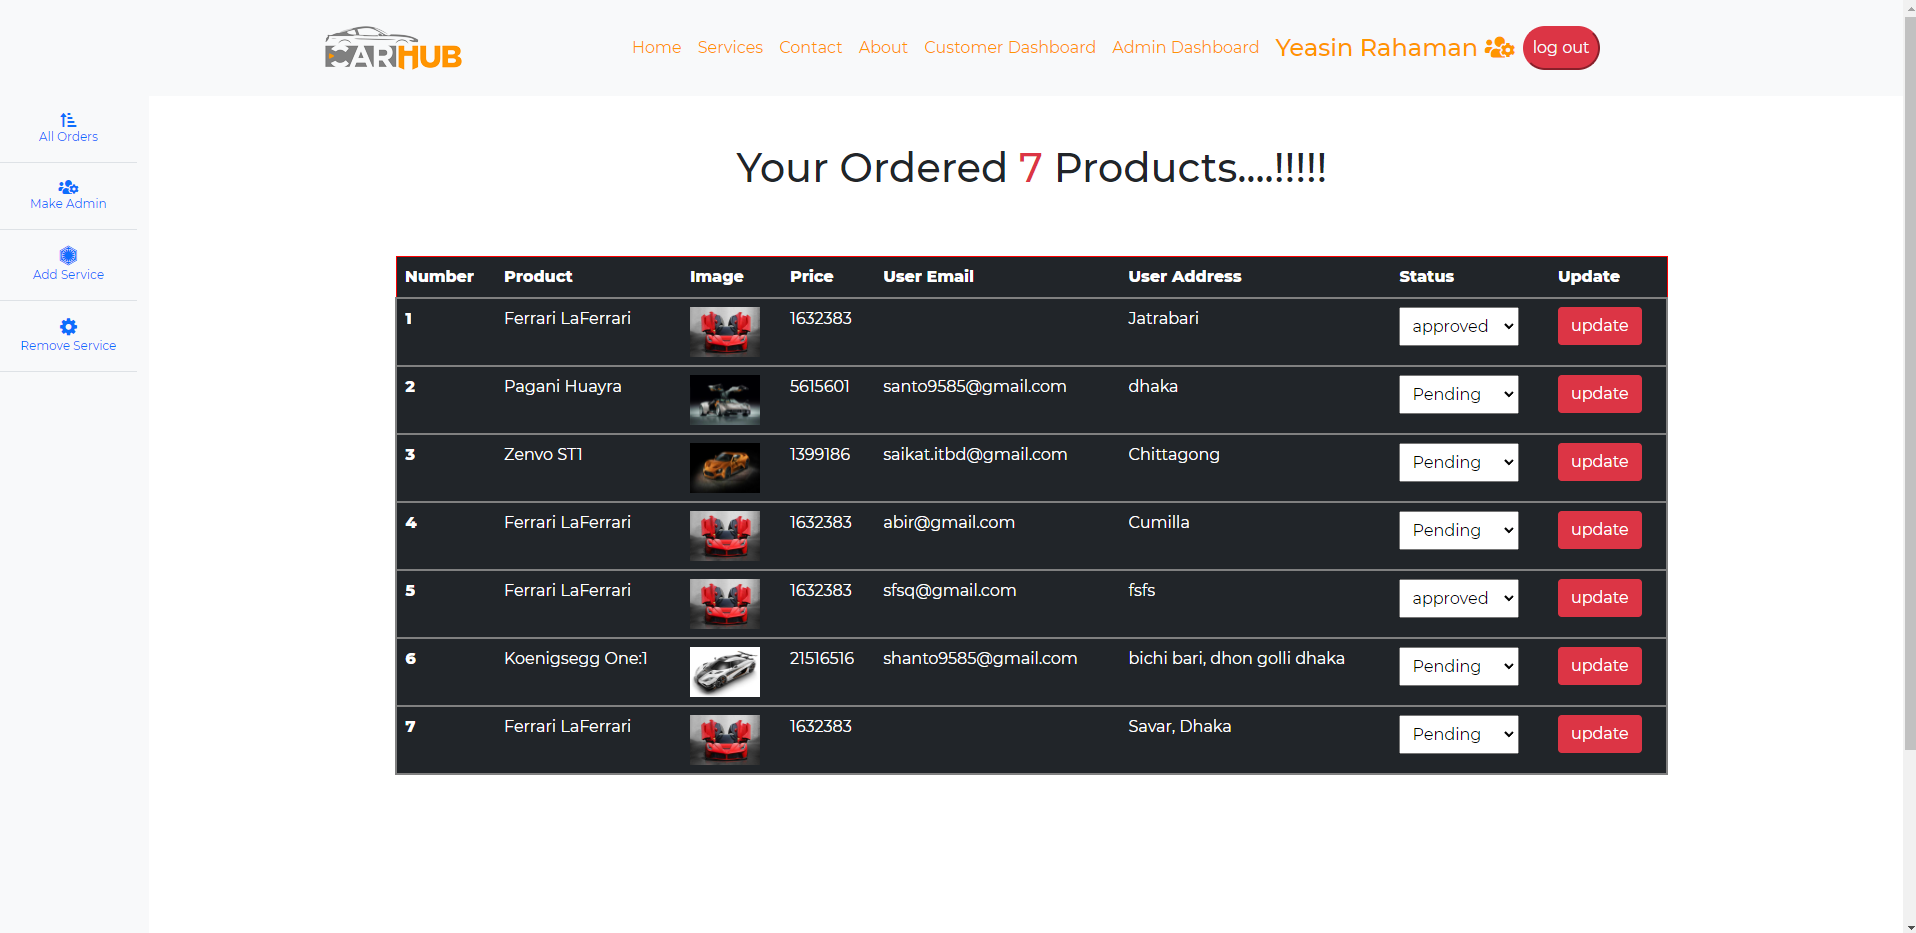 CARHUB
Home Services Contact About Customer Dashboard Admin Dashboard Yeasin Rahaman log out
All Orders
Make Admin
Add Service
Remove Service
Your Ordered 7 Products....!!!!!
Number Product Image Price User Email User Address Status Update
1 Ferrari LaFerrari 1632383 Jatrabari approved update
2 Pagani Huayra 5615601 santo9585@gmail.com dhaka Pending update
3 Zenvo ST1 1399186 saikat.itbd@gmail.com Chittagong Pending update
4 Ferrari LaFerrari 1632383 abir@gmail.com Cumilla Pending update
5 Ferrari LaFerrari 1632383 sfsq@gmail.com fsfs approved update
6 Koenigsegg One:1 21516516 shanto9585@gmail.com bichi bari, dhon golli dhaka Pending update
7 Ferrari LaFerrari 1632383 Savar, Dhaka Pending update